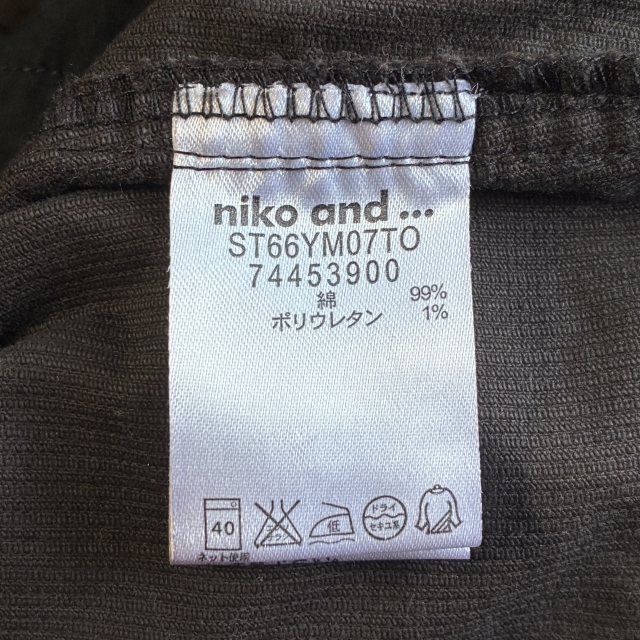 niko and ...
ST66YM07TO
74453900
綿 99%
ポリウレタン 1%
40 低 ドライ セキユ系
ネット使用